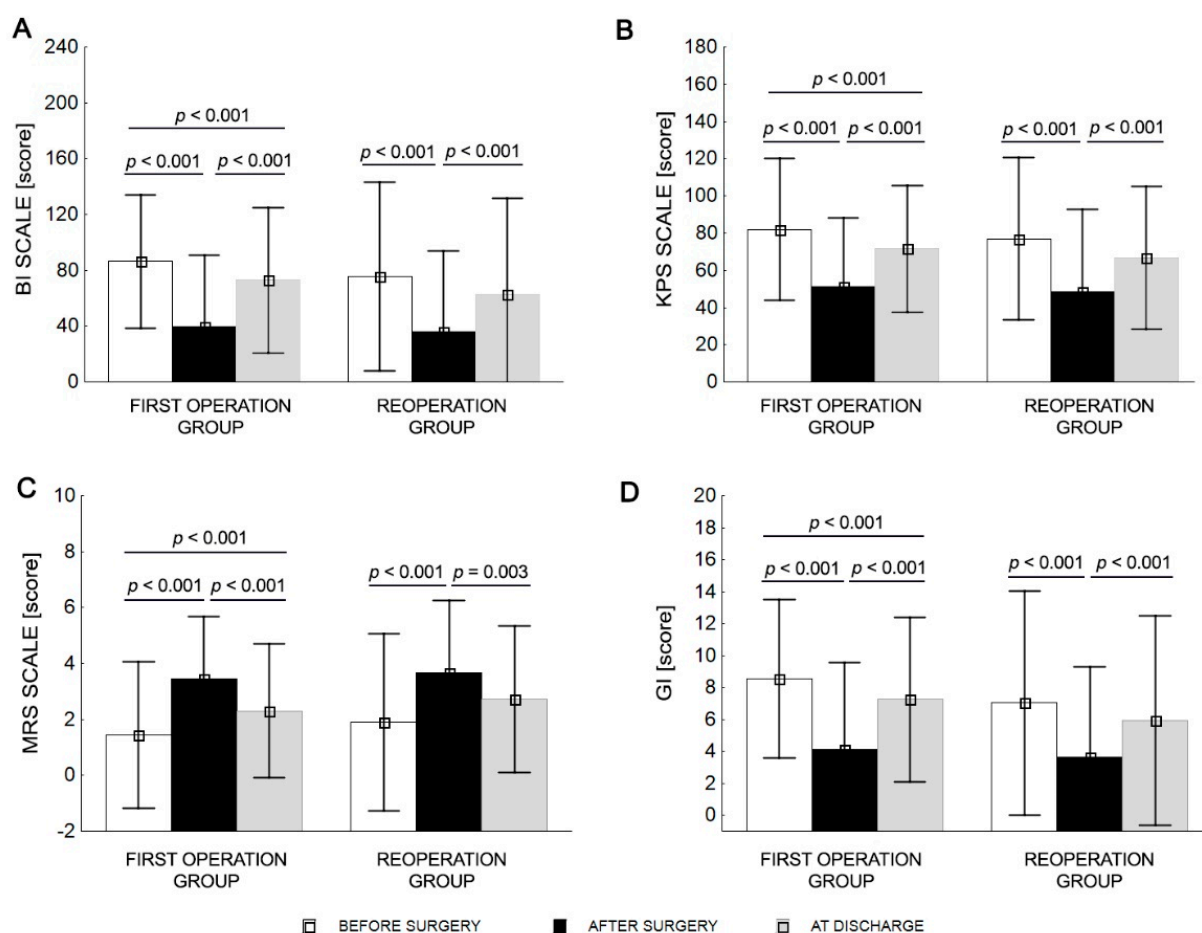 A
BI SCALE [score]
240
200
160
120
80
40
0
p < 0.001
p < 0.001 p < 0.001
p < 0.001 p < 0.001
FIRST OPERATION GROUP
REOPERATION GROUP
B
KPS SCALE [score]
180
160
140
120
100
80
60
40
20
0
p < 0.001
p < 0.001 p < 0.001
p < 0.001 p < 0.001
FIRST OPERATION GROUP
REOPERATION GROUP
C
MRS SCALE [score]
10
8
6
4
2
0
-2
p < 0.001
p < 0.001 p < 0.001
p < 0.001 p = 0.003
FIRST OPERATION GROUP
REOPERATION GROUP
D
GI [score]
20
18
16
14
12
10
8
6
4
2
0
p < 0.001
p < 0.001 p < 0.001
p < 0.001 p < 0.001
FIRST OPERATION GROUP
REOPERATION GROUP
BEFORE SURGERY AFTER SURGERY AT DISCHARGE